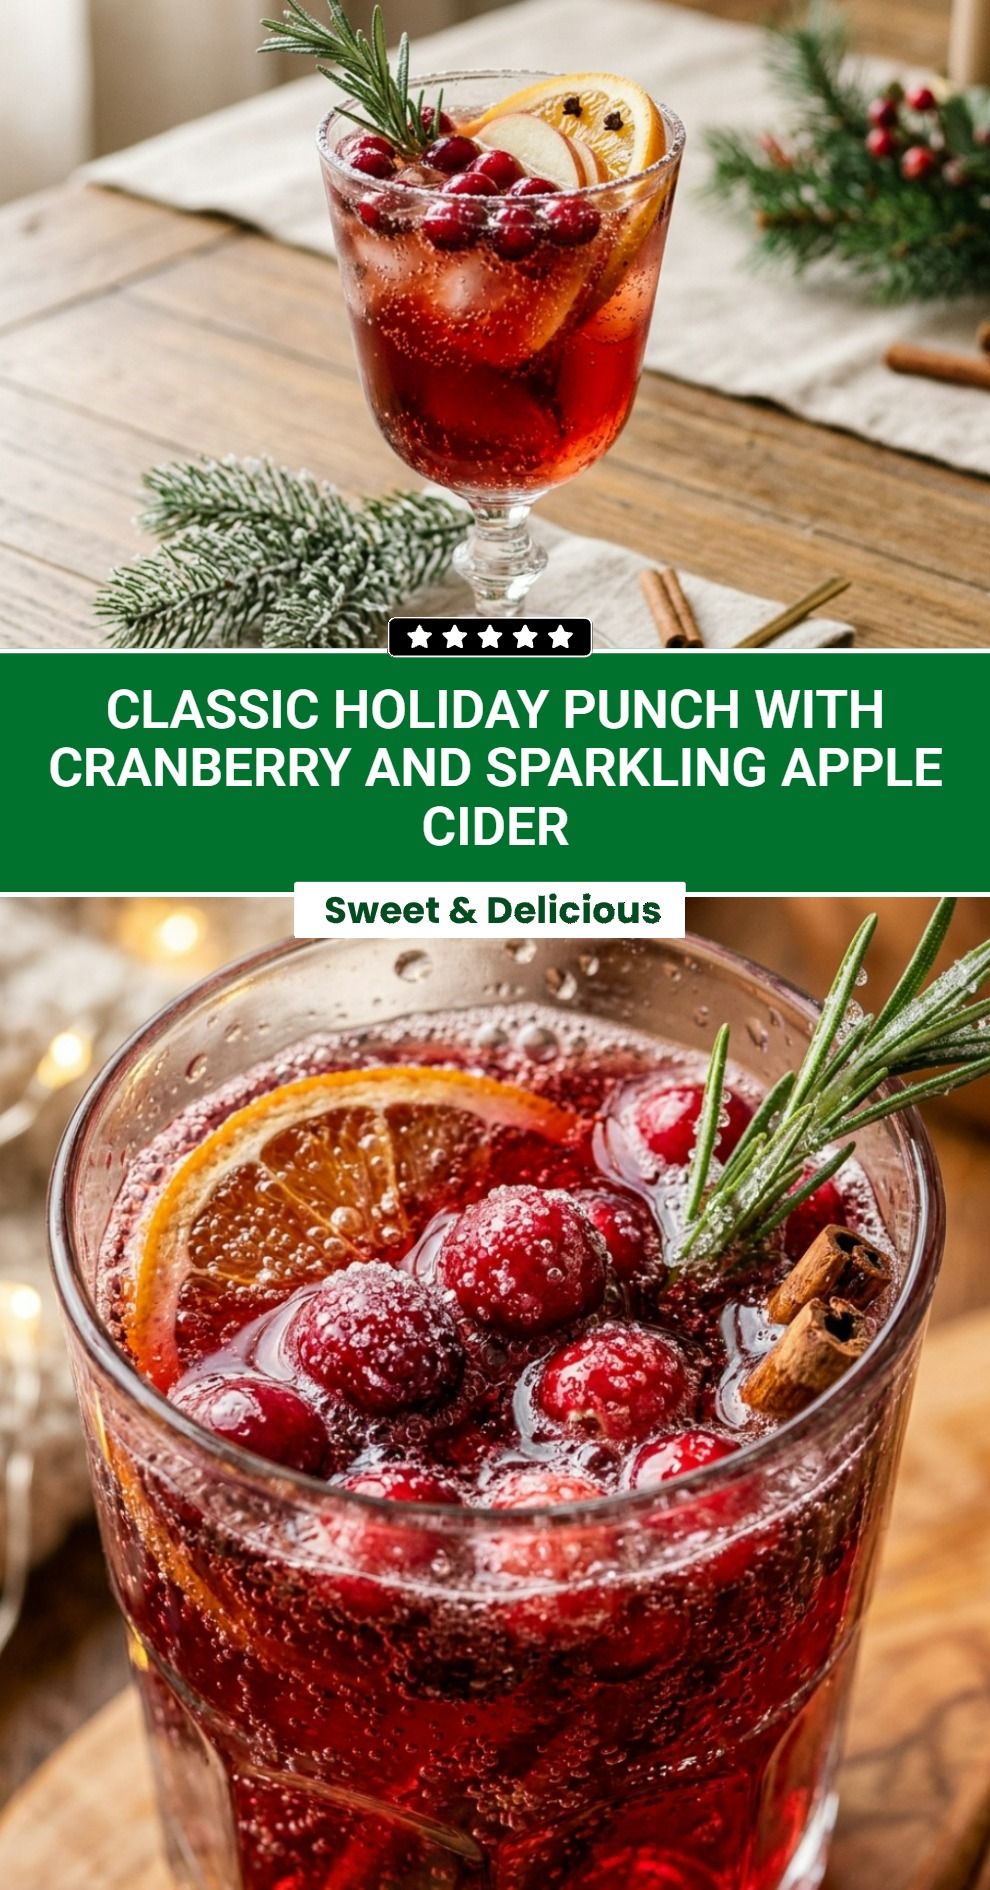 CLASSIC HOLIDAY PUNCH WITH
CRANBERRY AND SPARKLING APPLE
CIDER
Sweet & Delicious